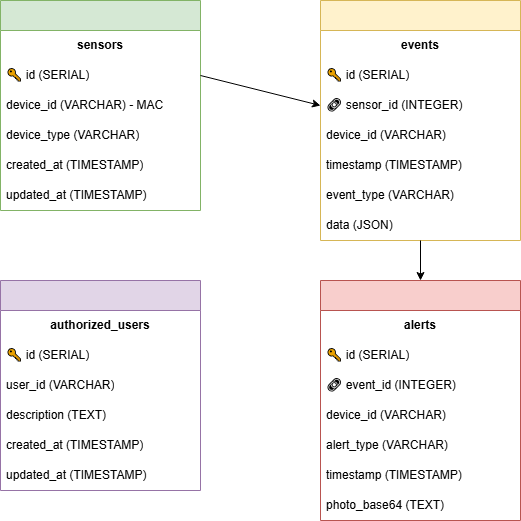 sensors
id (SERIAL)
device_id (VARCHAR) - MAC
device_type (VARCHAR)
created_at (TIMESTAMP)
updated_at (TIMESTAMP)
events
id (SERIAL)
sensor_id (INTEGER)
device_id (VARCHAR)
timestamp (TIMESTAMP)
event_type (VARCHAR)
data (JSON)
authorized_users
id (SERIAL)
user_id (VARCHAR)
description (TEXT)
created_at (TIMESTAMP)
updated_at (TIMESTAMP)
alerts
id (SERIAL)
event_id (INTEGER)
device_id (VARCHAR)
alert_type (VARCHAR)
timestamp (TIMESTAMP)
photo_base64 (TEXT)